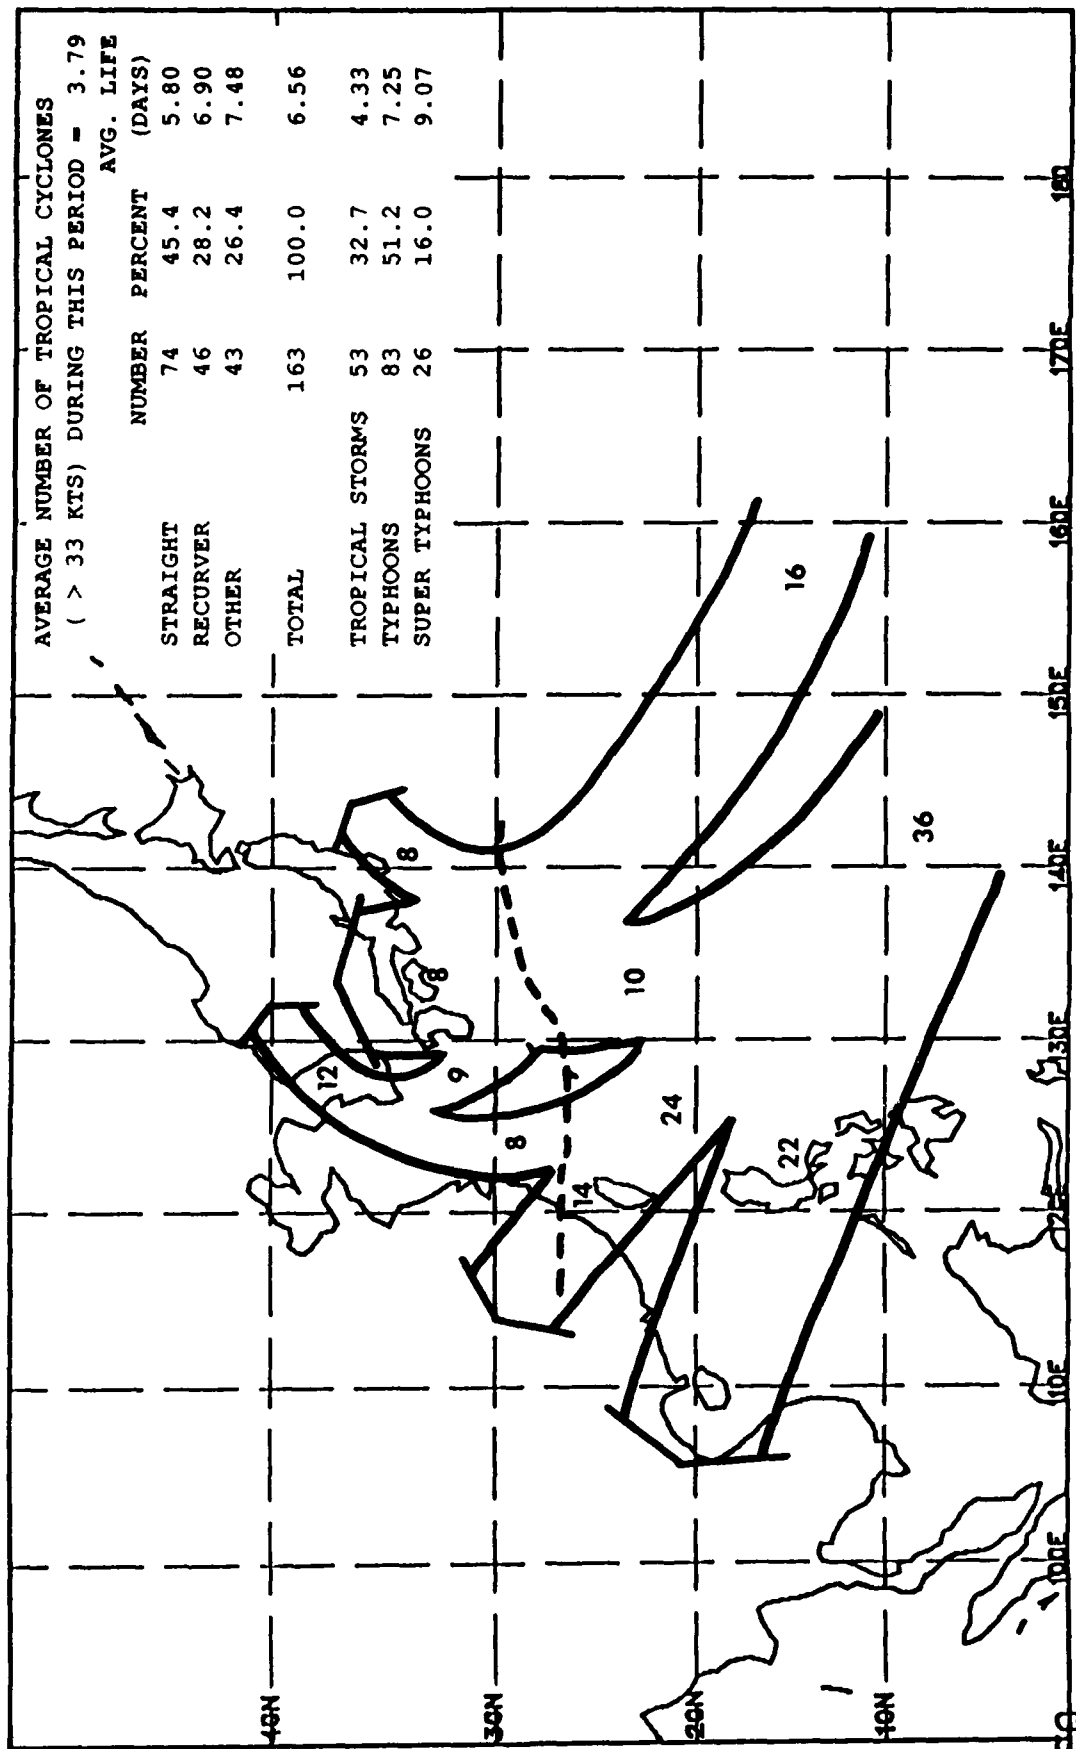 AVERAGE NUMBER OF TROPICAL CYCLONES
( > 33 KTS) DURING THIS PERIOD = 3.79
AVG. LIFE
NUMBER PERCENT (DAYS)
STRAIGHT 74 45.4 5.80
RECURVER 46 28.2 6.90
OTHER 43 26.4 7.48
TOTAL 163 100.0 6.56
TROPICAL STORMS 53 32.7 4.33
TYPHOONS 83 51.2 7.25
SUPER TYPHOONS 26 16.0 9.07
40N
30N
20N
10N
12
8
8
9
8
14
10
24
22
16
36
100E
110E
120E
130E
140E
150E
160E
170E
180